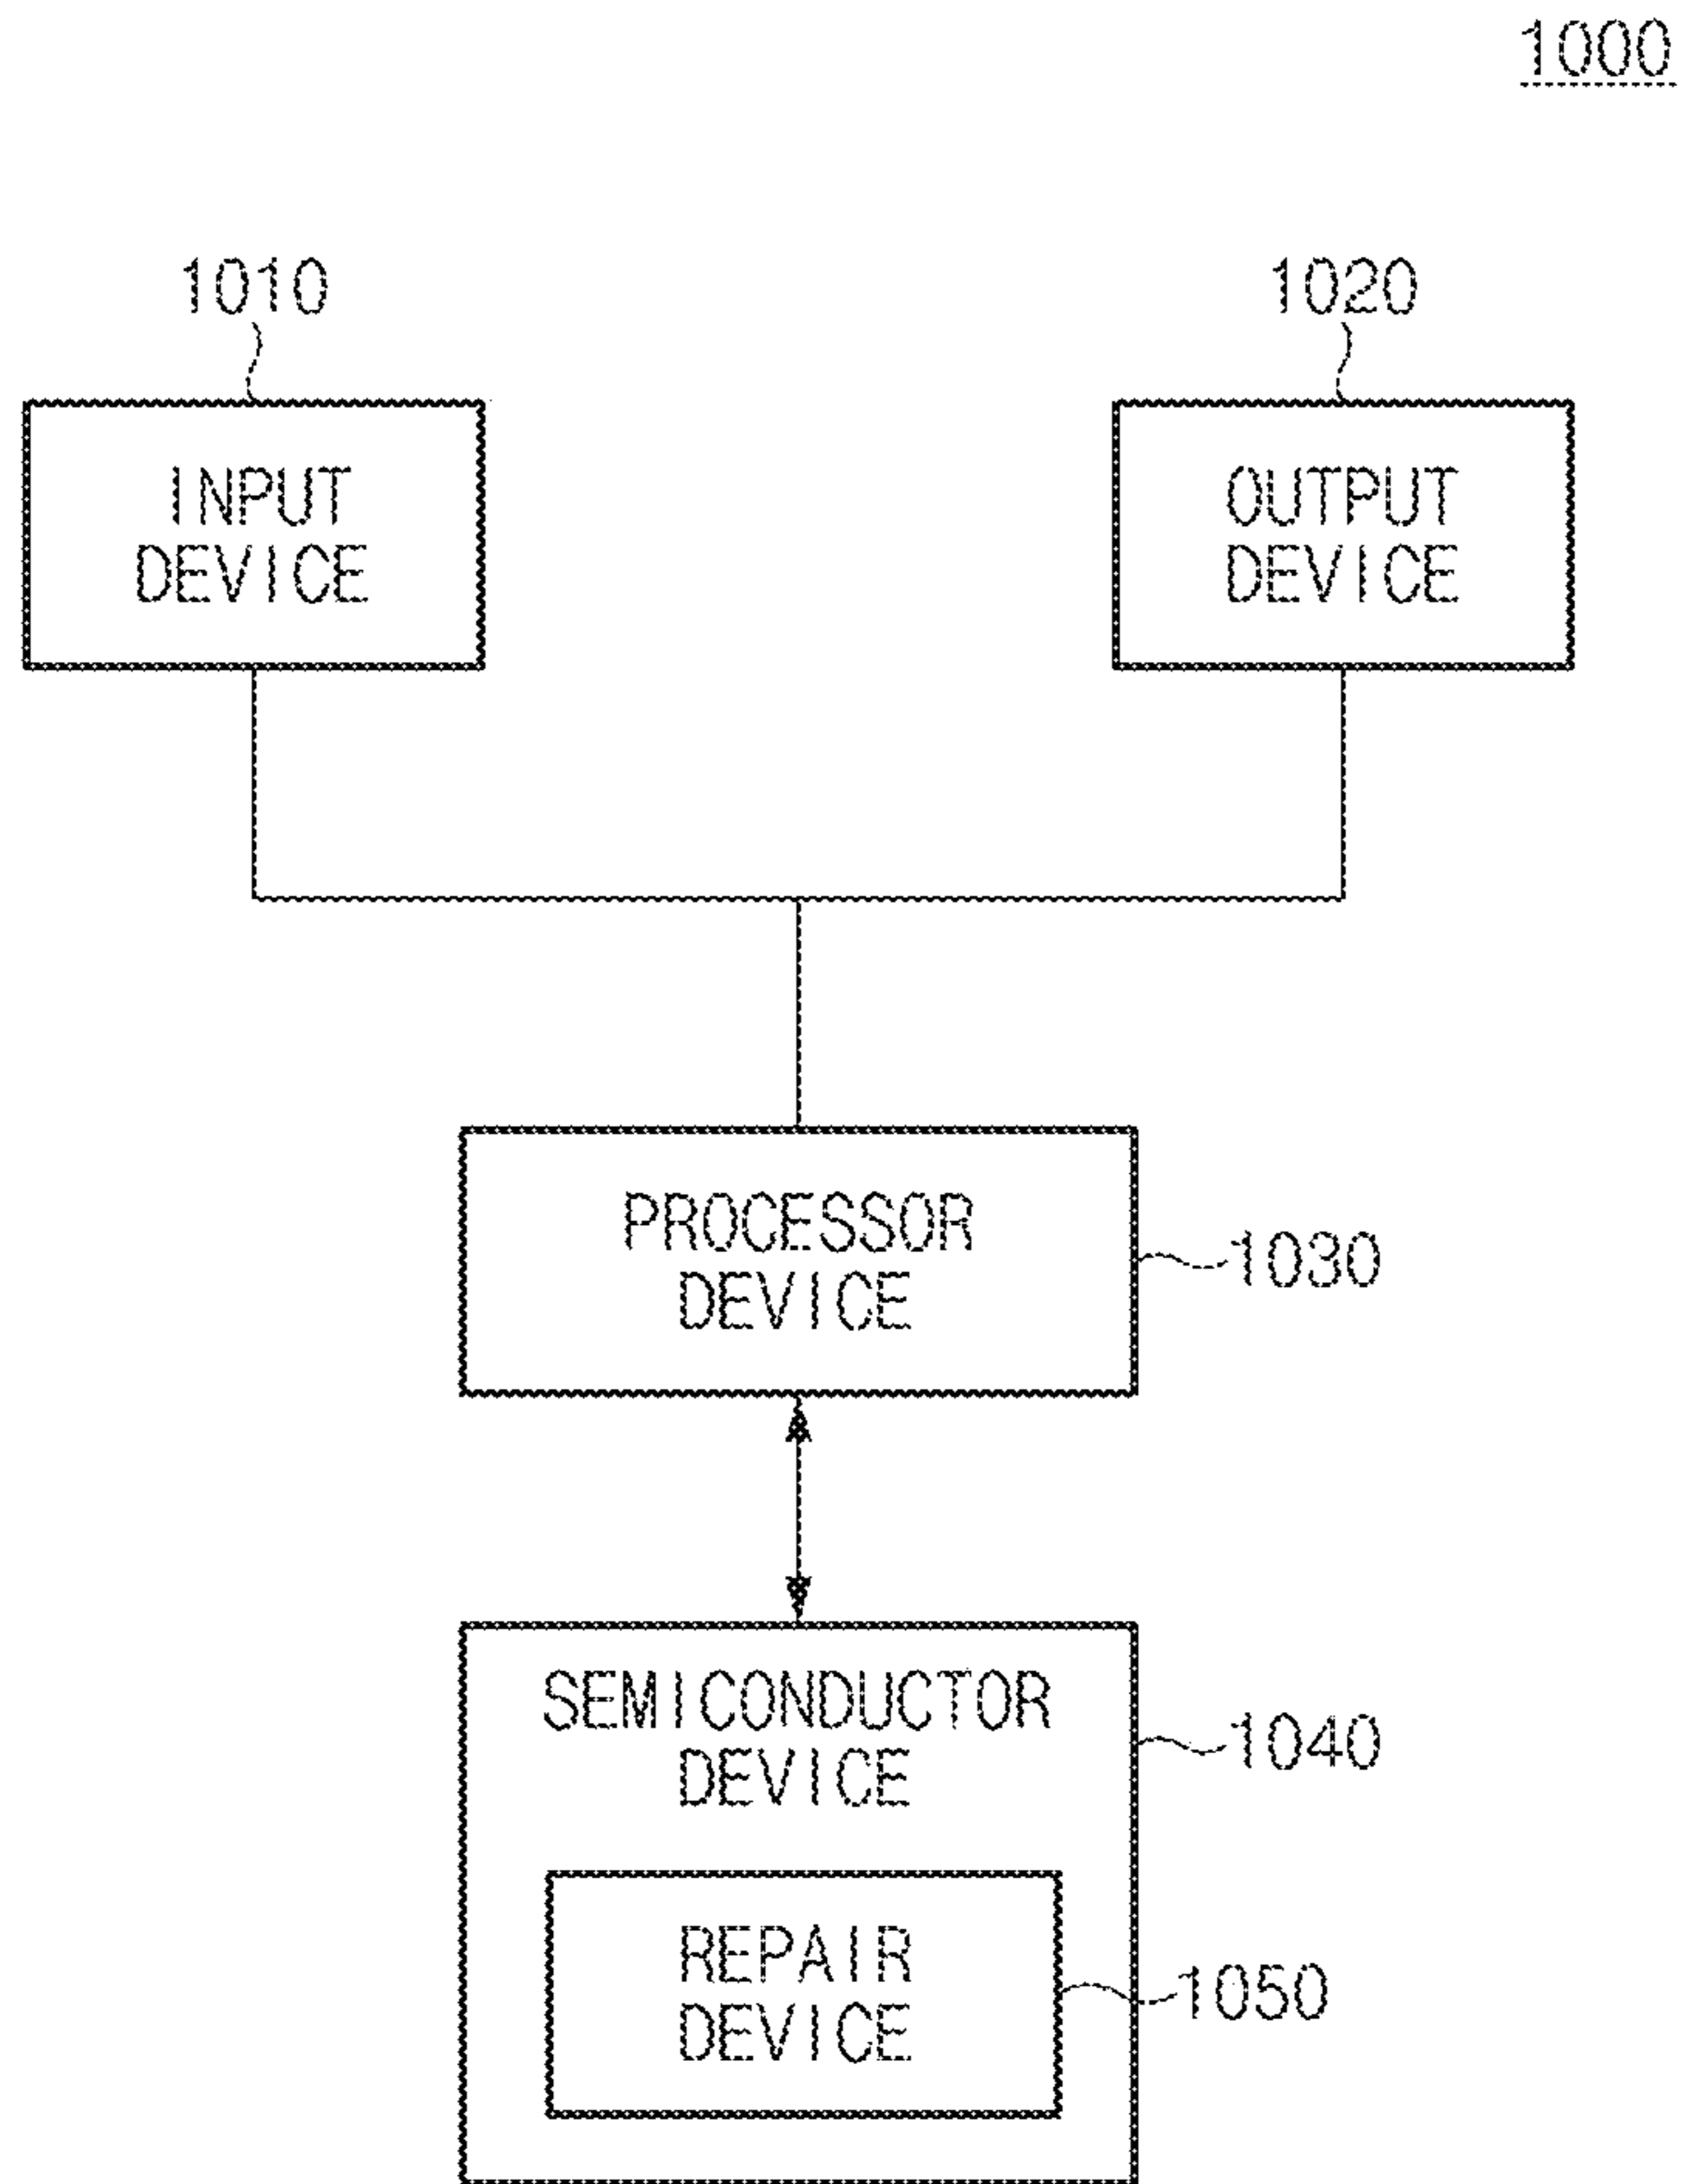 1000
1010
1020
INPUT
DEVICE
OUTPUT
DEVICE
PROCESSOR
DEVICE
1030
SEMICONDUCTOR
DEVICE
1040
REPAIR
DEVICE
1050